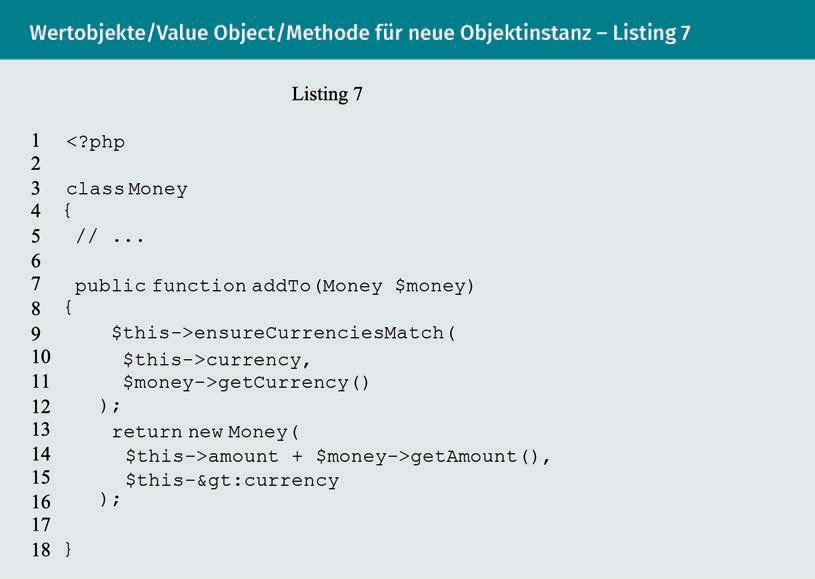 Wertobjekte/Value Object/Methode für neue Objektinstanz – Listing 7
Listing 7
1 <?php
2
3 class Money
4 {
5 // ...
6
7 public function addTo(Money $money)
8 {
9 $this->ensureCurrenciesMatch(
10 $this->currency,
11 $money->getCurrency()
12 );
13 return new Money(
14 $this->amount + $money->getAmount(),
15 $this-&gt:currency
16 );
17
18 }